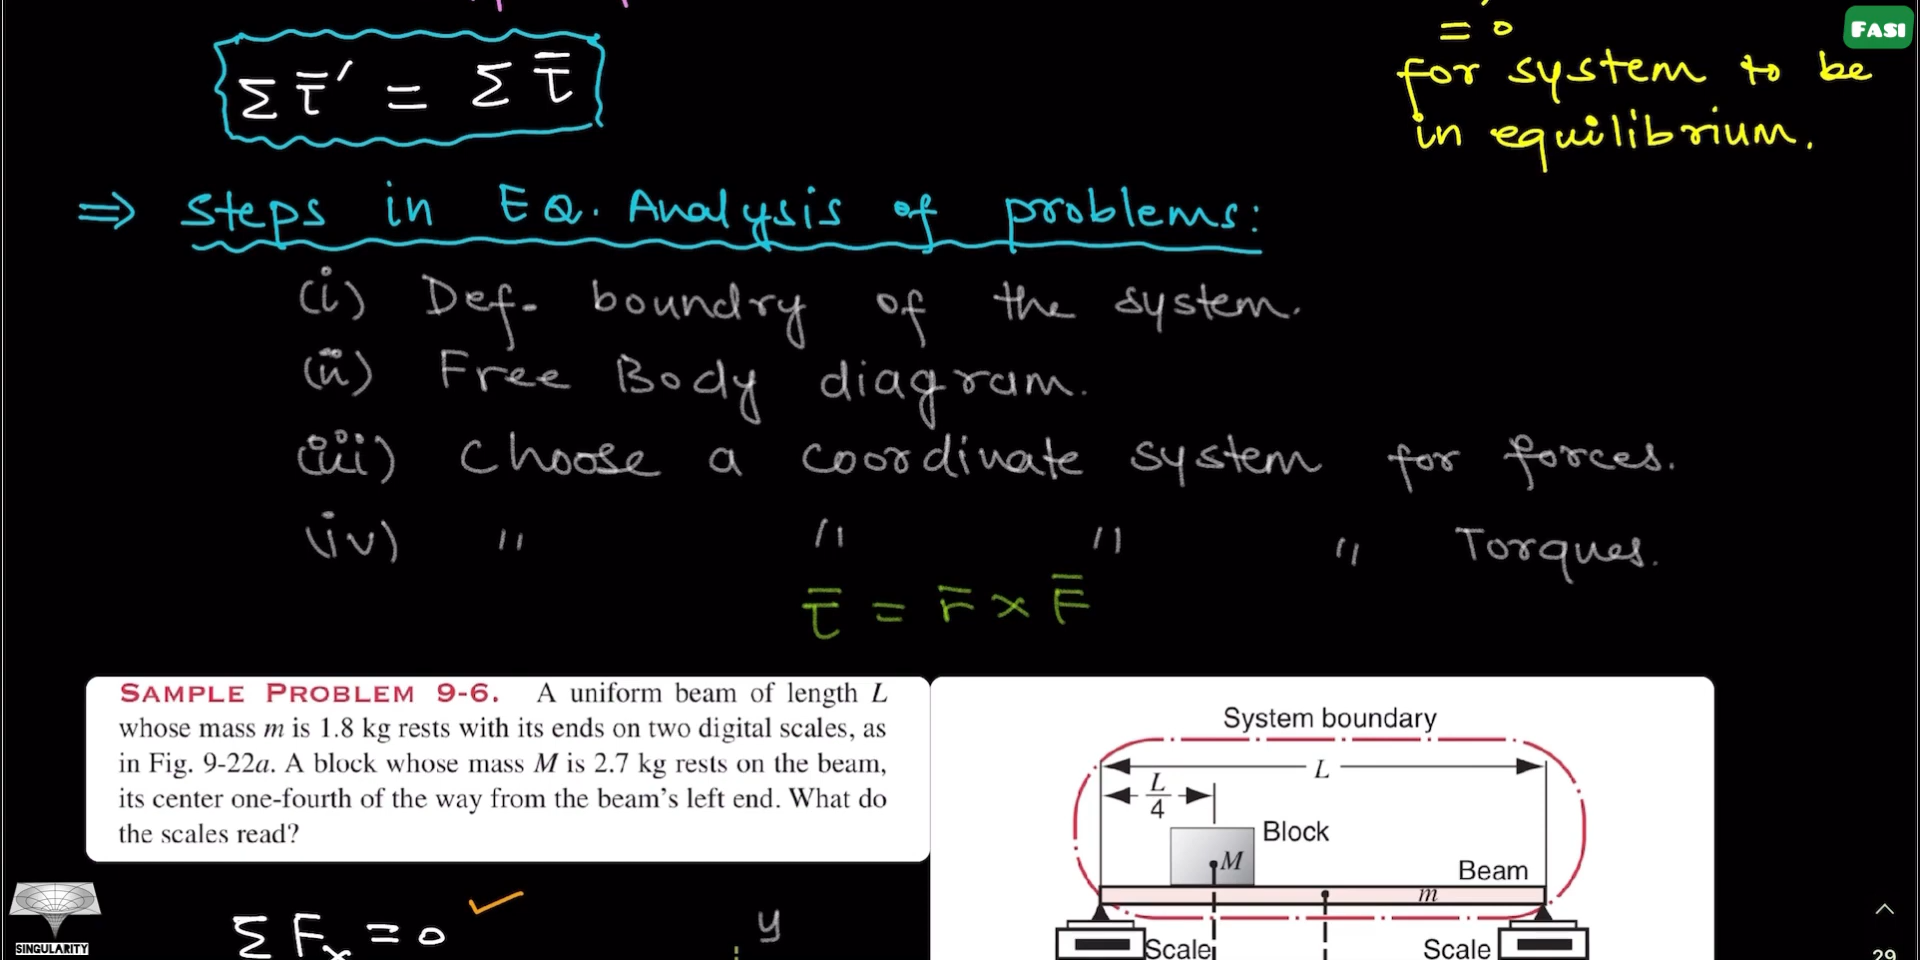 = 0
FASI
Σ τ̄′ = Σ τ̄
for system to be
in equilibrium.
⇒ Steps in EQ. Analysis of problems:
(i) Def- boundry of the system.
(ii) Free Body diagram.
(iii) Choose a coordinate system for forces.
(iv) " " " " Torques.
τ̄ = r̄ × F̄
SAMPLE PROBLEM 9-6. A uniform beam of length L
whose mass m is 1.8 kg rests with its ends on two digital scales, as
in Fig. 9-22a. A block whose mass M is 2.7 kg rests on the beam,
its center one-fourth of the way from the beam's left end. What do
the scales read?
System boundary
L
L/4
Block
M
Beam
m
Scale
Scale
SINGULARITY
Σ Fx = 0
y
29